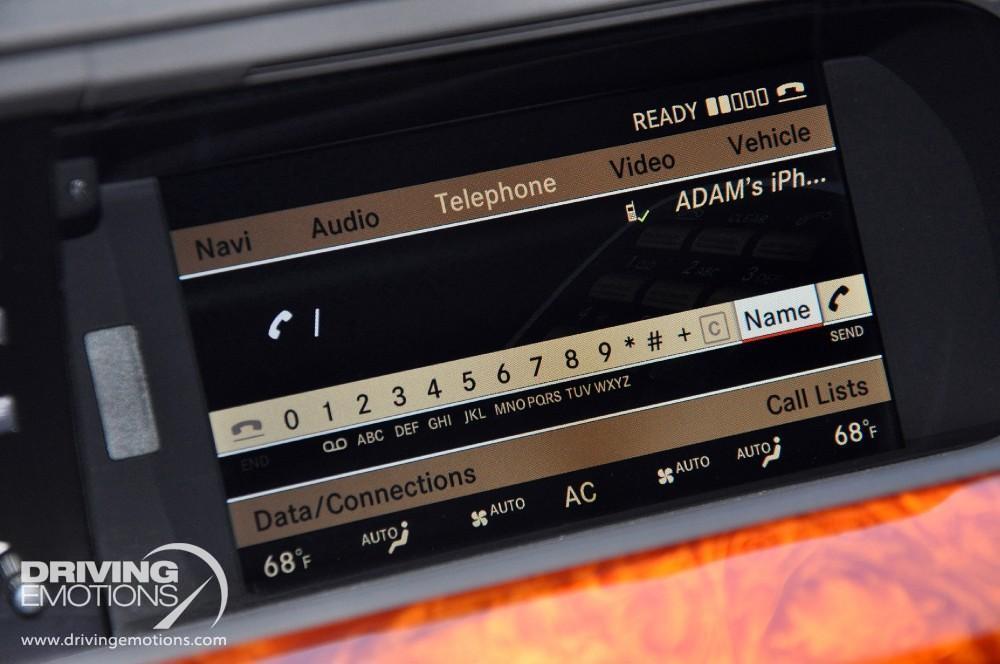 READY
Navi Audio Telephone Video Vehicle
ADAM's iPh...
0 1 2 3 4 5 6 7 8 9 * # + C Name
END ABC DEF GHI JKL MNO PQRS TUV WXYZ SEND
Data/Connections Call Lists
68°F AUTO AUTO AC AUTO AUTO 68°F
DRIVING
EMOTIONS
www.drivingemotions.com